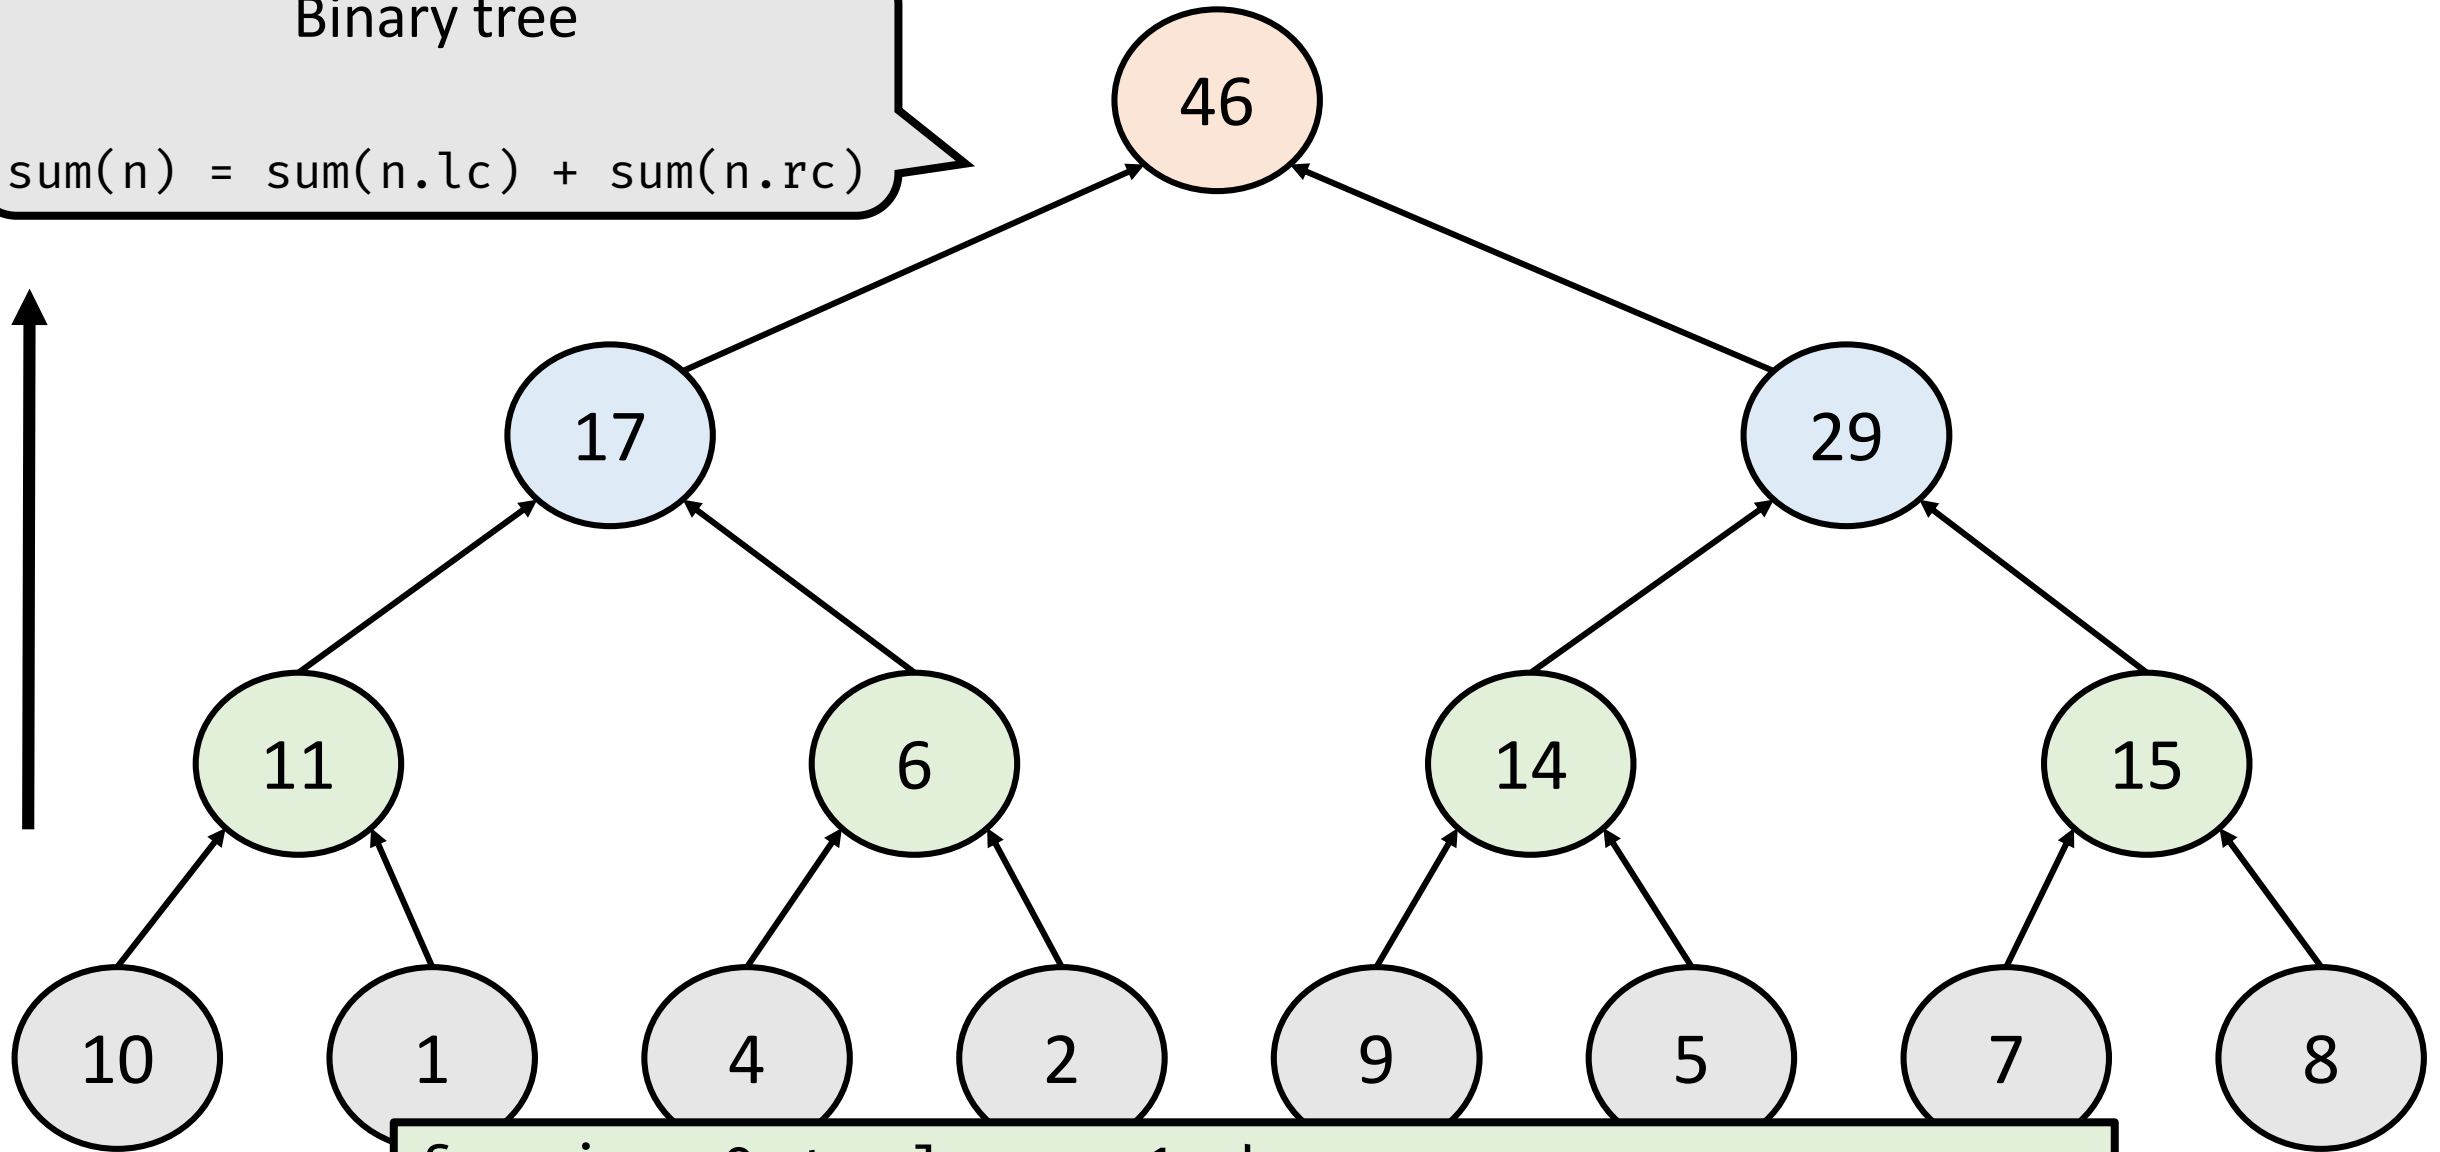 Binary tree
sum(n) = sum(n.lc) + sum(n.rc)
46
17 29
11 6 14 15
10 1 4 2 9 5 7 8